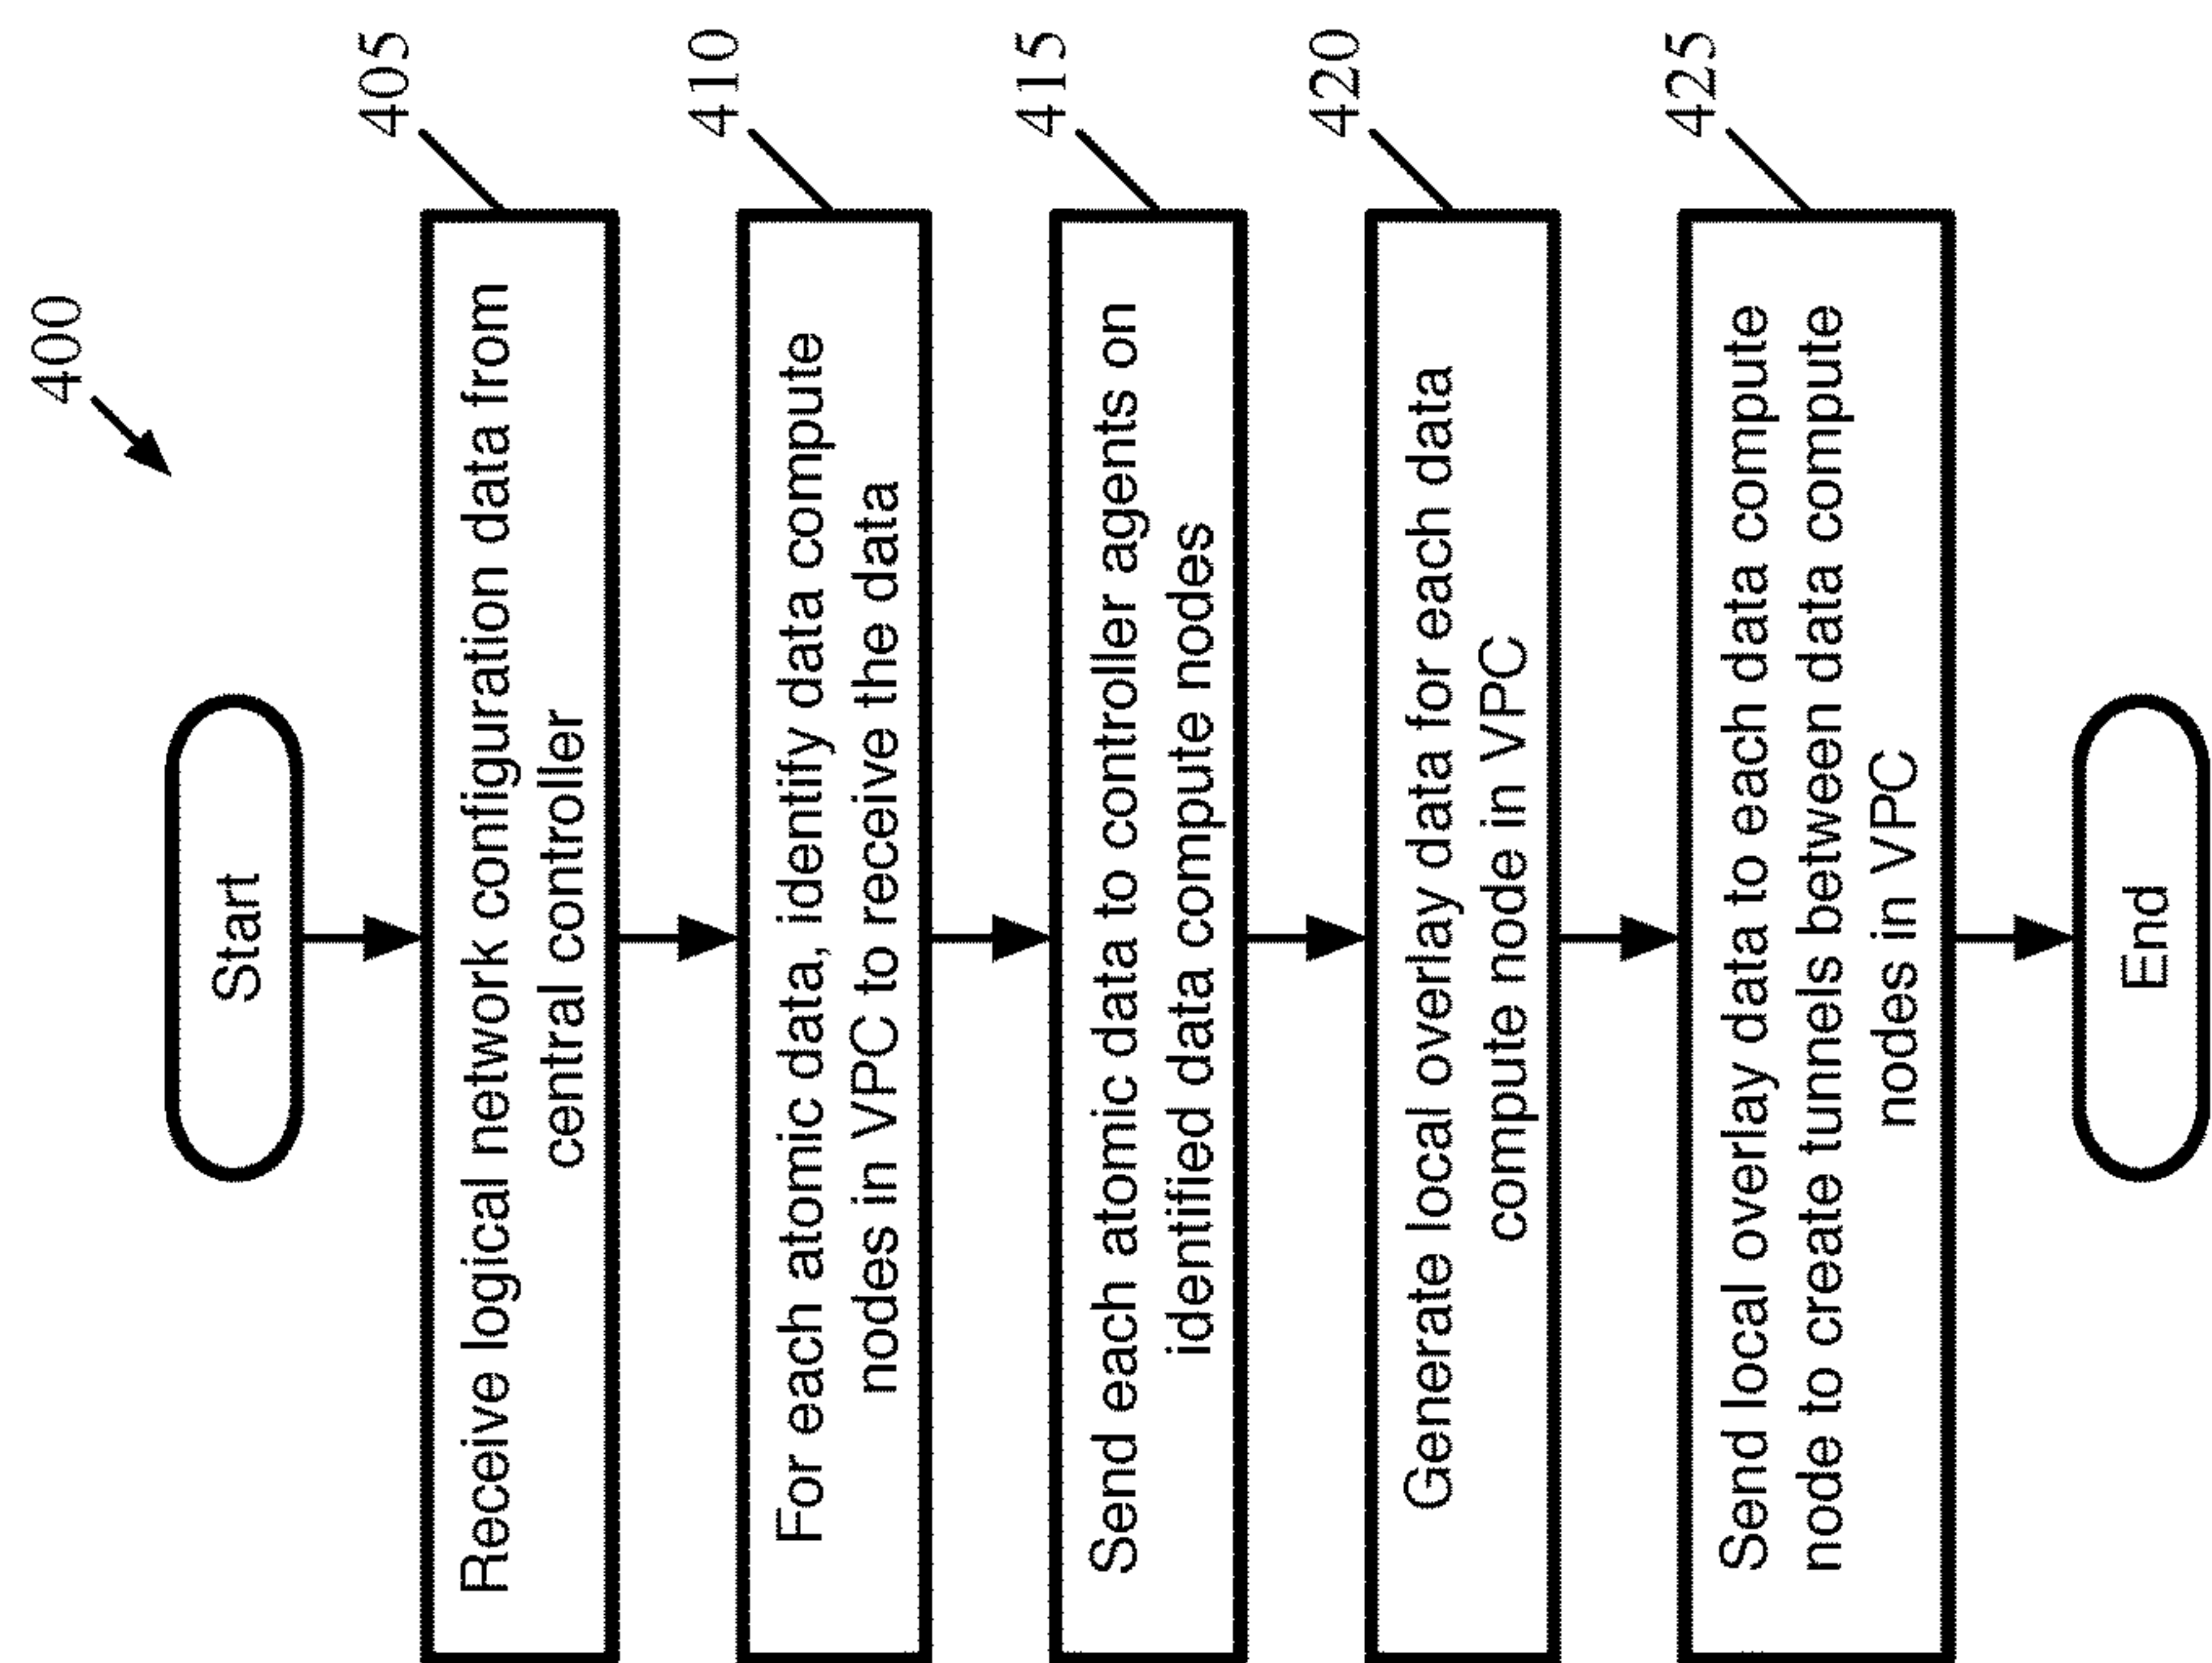 400
Start
405
Receive logical network configuration data from
central controller
410
For each atomic data, identify data compute
nodes in VPC to receive the data
415
Send each atomic data to controller agents on
identified data compute nodes
420
Generate local overlay data for each data
compute node in VPC
425
Send local overlay data to each data compute
node to create tunnels between data compute
nodes in VPC
End